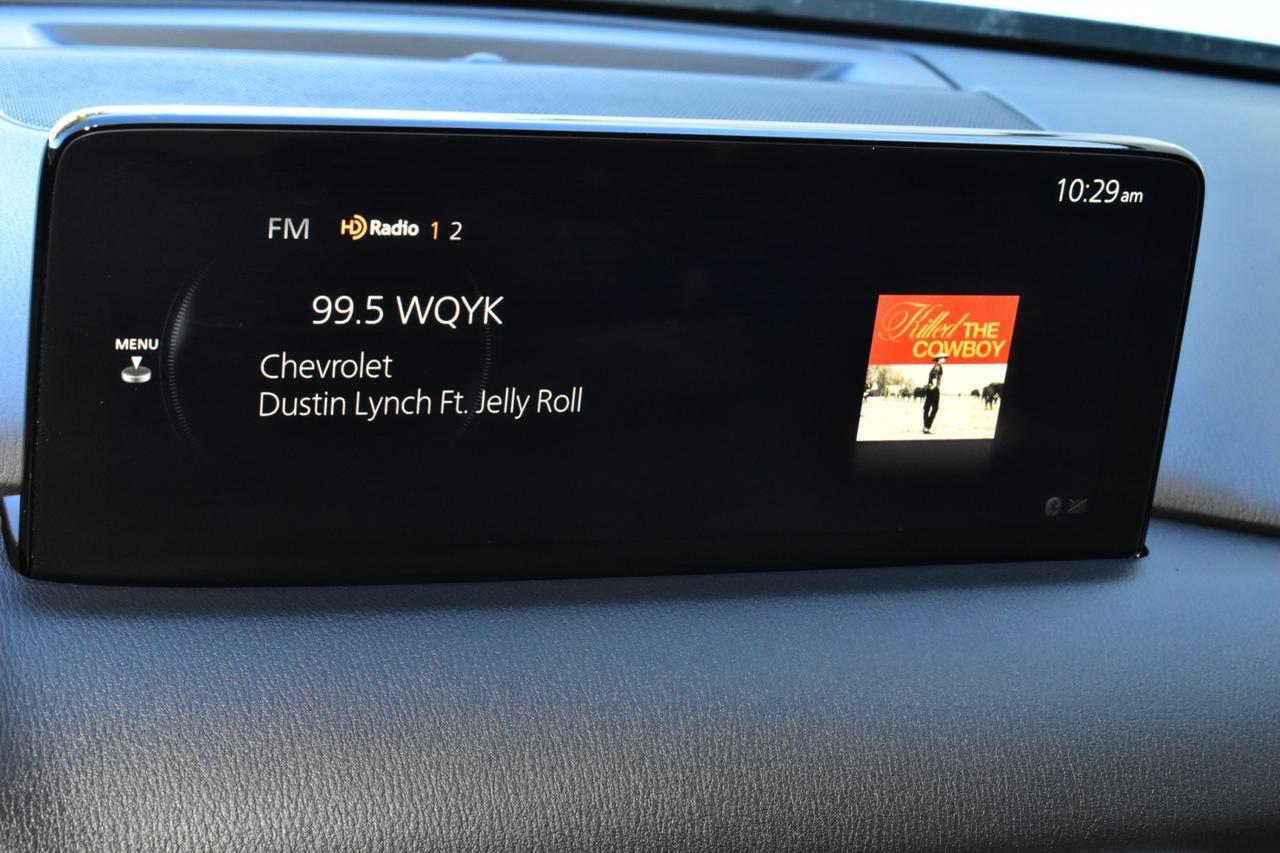 10:29am
FM HD Radio 1 2
99.5 WQYK
MENU
Chevrolet
Dustin Lynch Ft. Jelly Roll
Killed THE
COWBOY